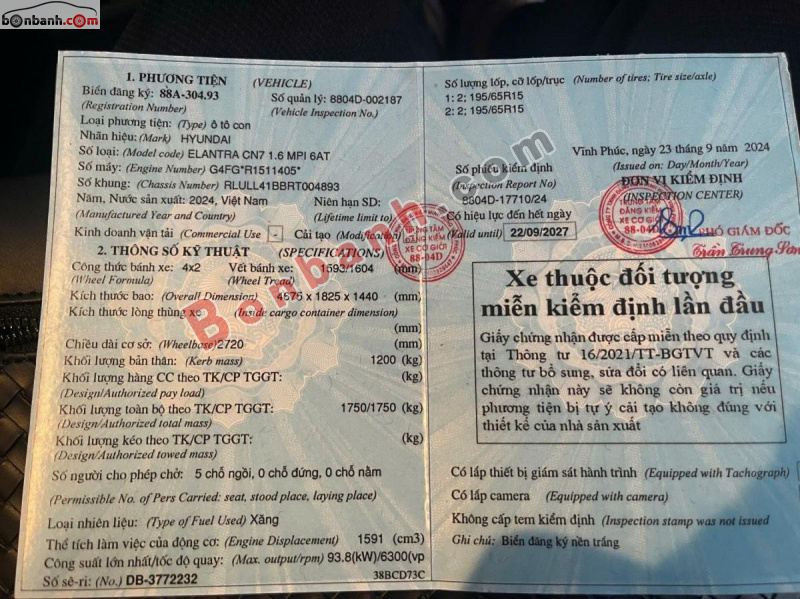 bonbanh.com
1. PHƯƠNG TIỆN (VEHICLE)
Biển đăng ký: 88A-304.93 Số quản lý: 8804D-002187
(Registration Number) (Vehicle Inspection No.)
Loại phương tiện: (Type) ô tô con
Nhãn hiệu: (Mark) HYUNDAI
Số loại: (Model code) ELANTRA CN7 1.6 MPI 6AT
Số máy: (Engine Number) G4FG*R1511405*
Số khung: (Chassis Number) RLULL41BBRT004893
Năm, Nước sản xuất: 2024, Việt Nam Niên hạn SD:
(Manufactured Year and Country) (Lifetime limit to)
Kinh doanh vận tải (Commercial Use) - Cải tạo (Modification)
2. THÔNG SỐ KỸ THUẬT (SPECIFICATIONS)
Công thức bánh xe: 4x2 Vết bánh xe: 1593/1604 (mm)
(Wheel Formula) (Wheel Tread)
Kích thước bao: (Overall Dimension) 4675 x 1825 x 1440 (mm)
Kích thước lòng thùng xe (Inside cargo container dimension)
(mm)
Chiều dài cơ sở: (Wheelbase) 2720 (mm)
Khối lượng bản thân: (Kerb mass) 1200 (kg)
Khối lượng hàng CC theo TK/CP TGGT: (kg)
(Design/Authorized pay load)
Khối lượng toàn bộ theo TK/CP TGGT: 1750/1750 (kg)
(Design/Authorized total mass)
Khối lượng kéo theo TK/CP TGGT: (kg)
(Design/Authorized towed mass)
Số người cho phép chở: 5 chỗ ngồi, 0 chỗ đứng, 0 chỗ nằm
(Permissible No. of Pers Carried: seat, stood place, laying place)
Loại nhiên liệu: (Type of Fuel Used) Xăng
Thể tích làm việc của động cơ: (Engine Displacement) 1591 (cm3)
Công suất lớn nhất/tốc độ quay: (Max. output/rpm) 93.8(kW)/6300(vp
Số sê-ri: (No.) DB-3772232 38BCD73C
Số lượng lốp, cỡ lốp/trục (Number of tires; Tire size/axle)
1: 2; 195/65R15
2: 2; 195/65R15
Vĩnh Phúc, ngày 23 tháng 9 năm 2024
Số phiếu kiểm định (Issued on: Day/Month/Year)
(Inspection Report No) ĐƠN VỊ KIỂM ĐỊNH
8804D-17710/24 (INSPECTION CENTER)
Có hiệu lực đến hết ngày
(Valid until) 22/09/2027 PHÓ GIÁM ĐỐC
Trần Trung Sơn
TRUNG TÂM
ĐĂNG KIỂM
XE CƠ GIỚI
88-04D
TRUNG TÂM
ĐĂNG KIỂM
XE CƠ GIỚI
88-04D
Xe thuộc đối tượng
miễn kiểm định lần đầu
Giấy chứng nhận được cấp miễn theo quy định
tại Thông tư 16/2021/TT-BGTVT và các
thông tư bổ sung, sửa đổi có liên quan. Giấy
chứng nhận này sẽ không còn giá trị nếu
phương tiện bị tự ý cải tạo không đúng với
thiết kế của nhà sản xuất
Có lắp thiết bị giám sát hành trình (Equipped with Tachograph)
Có lắp camera (Equipped with camera)
Không cấp tem kiểm định (Inspection stamp was not issued
Ghi chú: Biển đăng ký nền trắng
Bonbanh.com